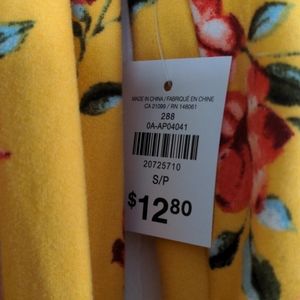 MADE IN CHINA / FABRIQUÉ EN CHINE
CA 21099 / RN 148061
288
0A-AP04041
20725710
S/P
$12.80